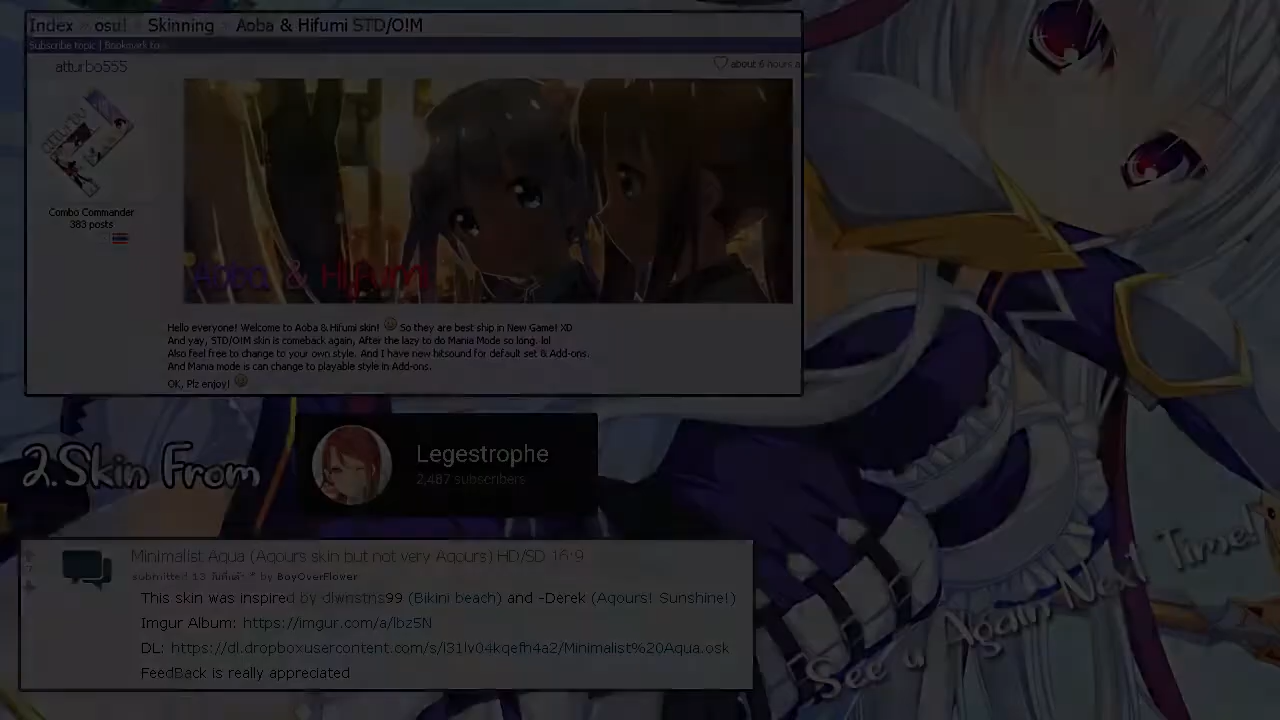 Index » osu! » Skinning » Aoba & Hifumi STD/O!M
Subscribe topic | Bookmark to
atturbo555
about 6 hours a
Combo Commander
383 posts
Aoba & Hifumi
Hello everyone! Welcome to Aoba & Hifumi skin! So they are best ship in New Game! XD
And yay, STD/O!M skin is comeback again, After the lazy to do Mania Mode so long. lol
Also feel free to change to your own style. And I have new hitsound for default set & Add-ons.
And Mania mode is can change to playable style in Add-ons.
OK, Plz enjoy!
2.Skin From
Legestrophe
2,487 subscribers
Minimalist Aqua (Aqours skin but not very Aqours) HD/SD 16:9
submitted 13 by BayOverFlower
This skin was inspired by dlwnstns99 (Bikini beach) and -Derek (Aqours! Sunshine!)
Imgur Album: https://imgur.com/a/lbz5N
DL: https://dl.dropboxusercontent.com/s/l31lv04kqefh4a2/Minimalist%20Aqua.osk
FeedBack is really appreciated
See u Again Next Time!